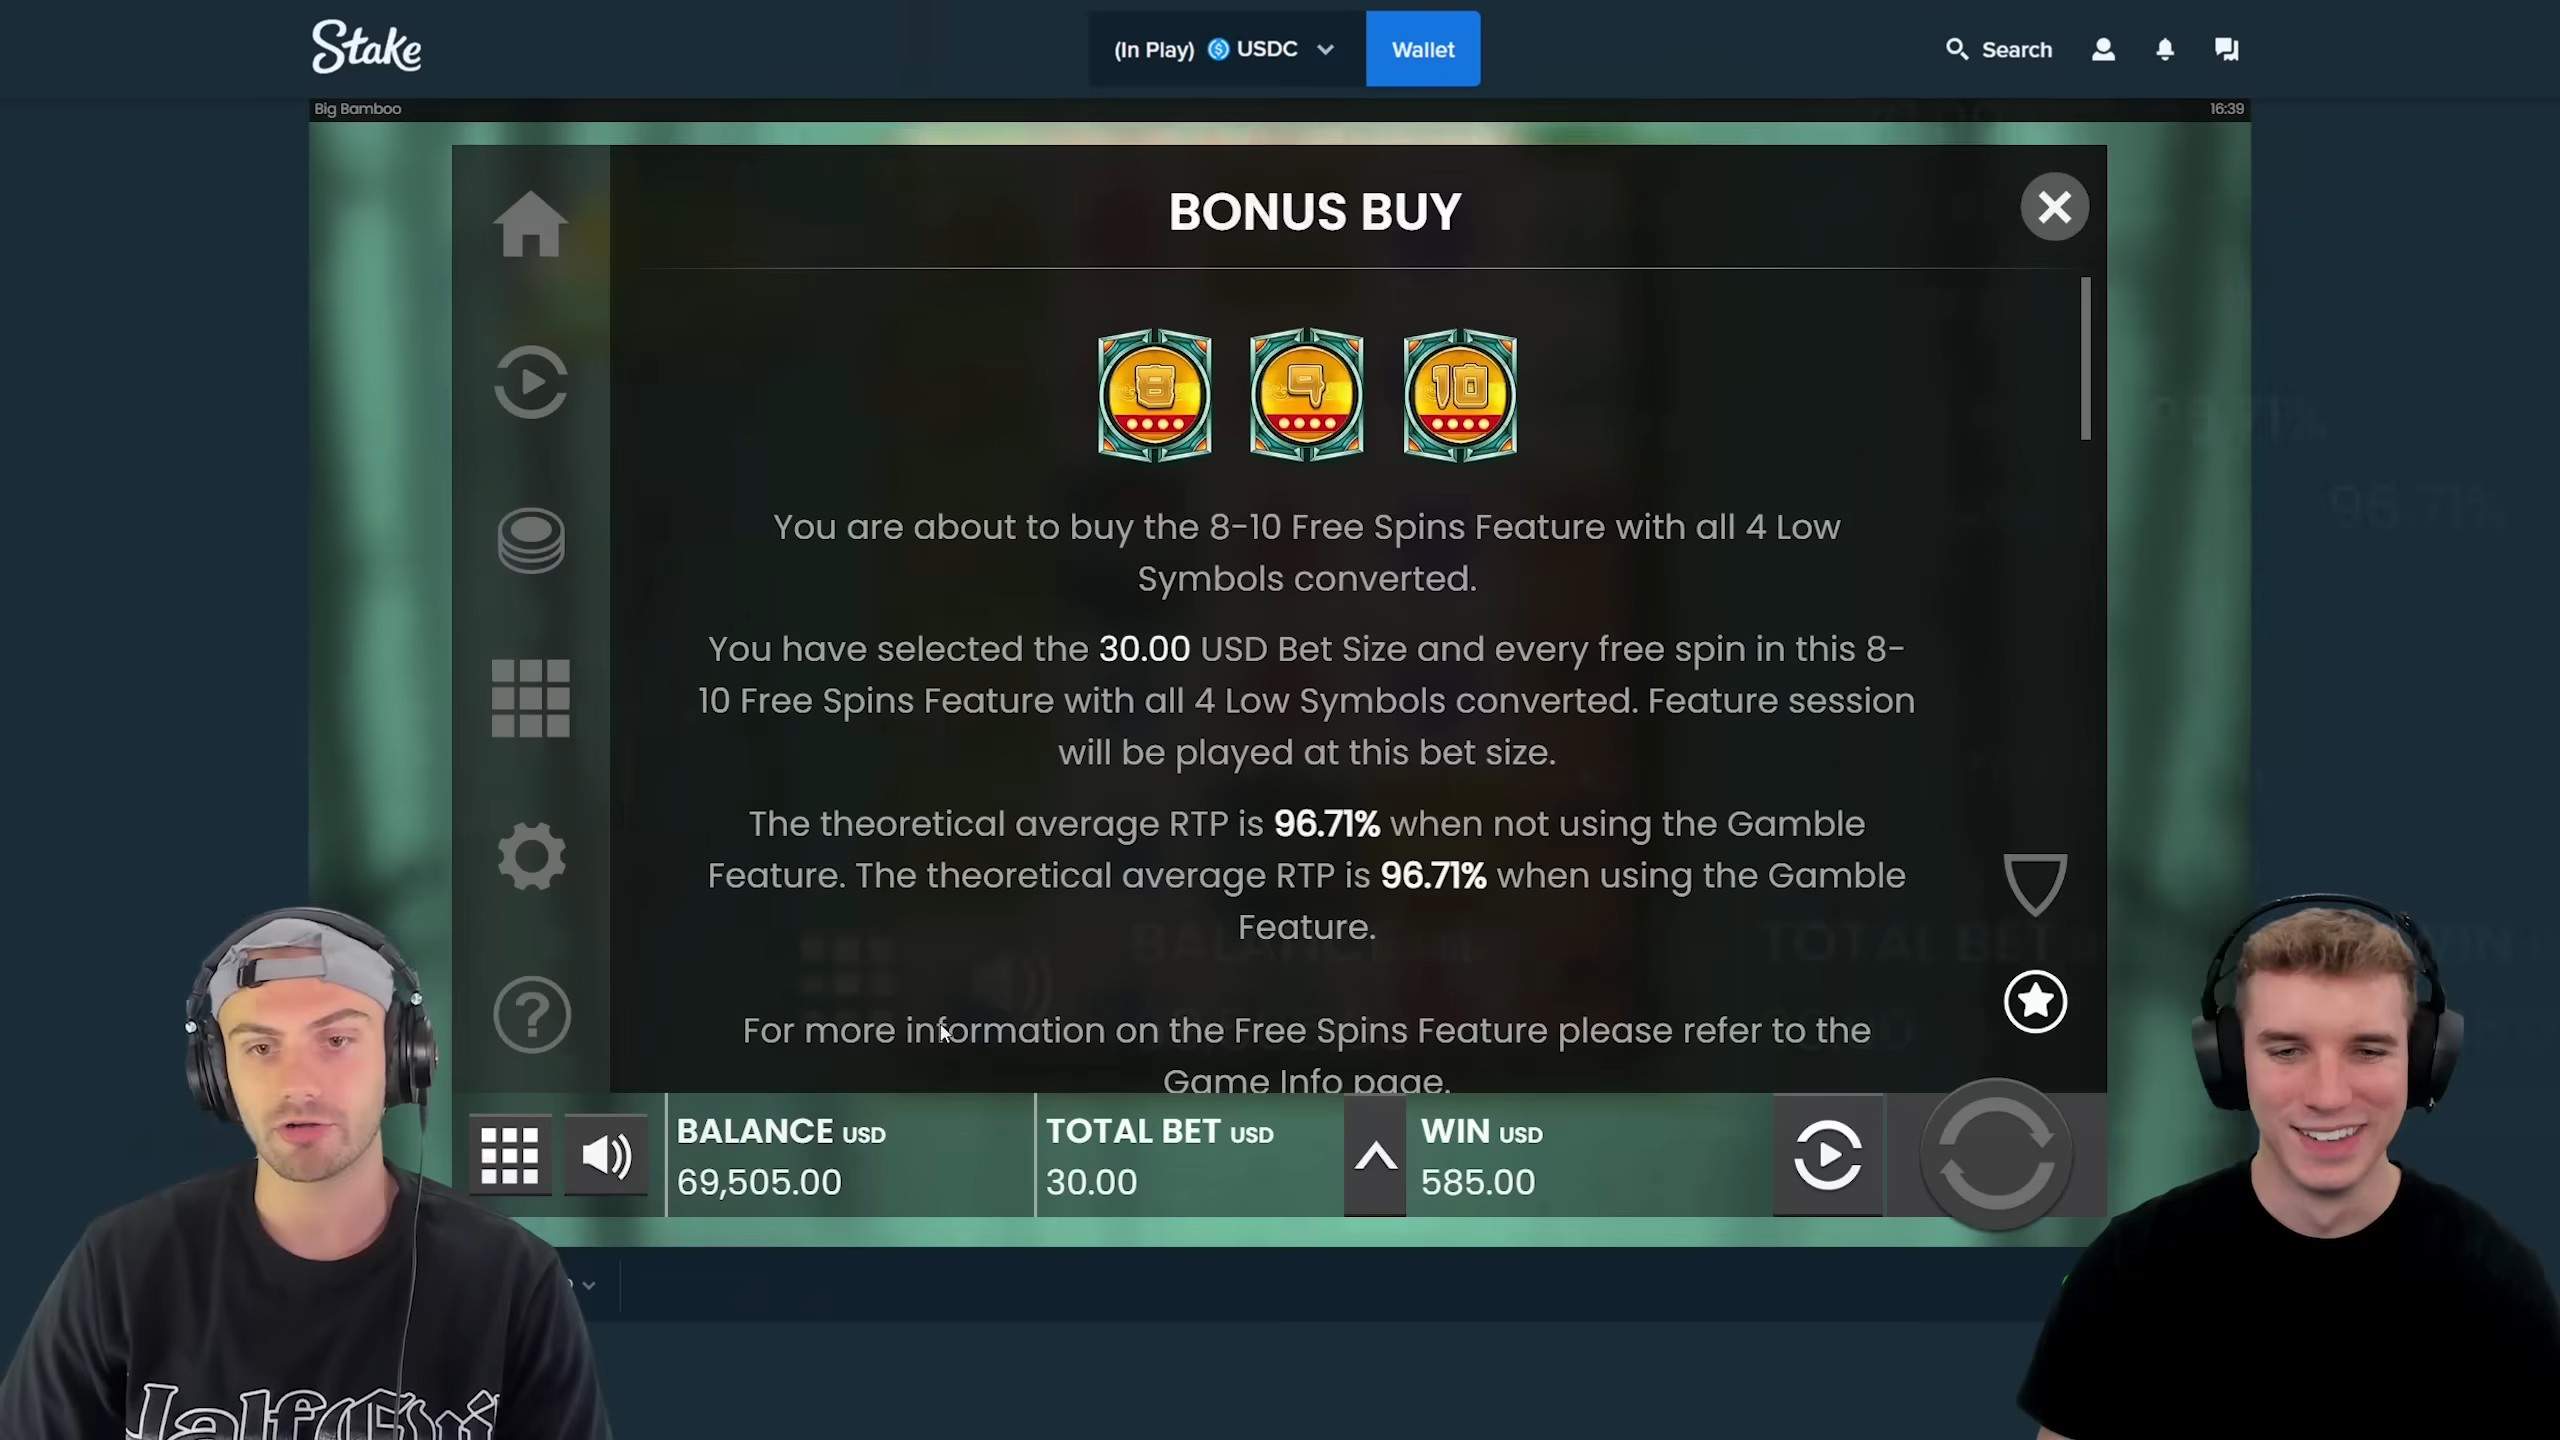 Stake
(In Play) USDC
Wallet
Search
Big Bamboo
16:39
BONUS BUY
8 9 10
You are about to buy the 8-10 Free Spins Feature with all 4 Low
Symbols converted.
You have selected the 30.00 USD Bet Size and every free spin in this 8-
10 Free Spins Feature with all 4 Low Symbols converted. Feature session
will be played at this bet size.
The theoretical average RTP is 96.71% when not using the Gamble
Feature. The theoretical average RTP is 96.71% when using the Gamble
Feature.
For more information on the Free Spins Feature please refer to the
Game Info page.
BALANCE USD
69,505.00
TOTAL BET USD
30.00
WIN USD
585.00